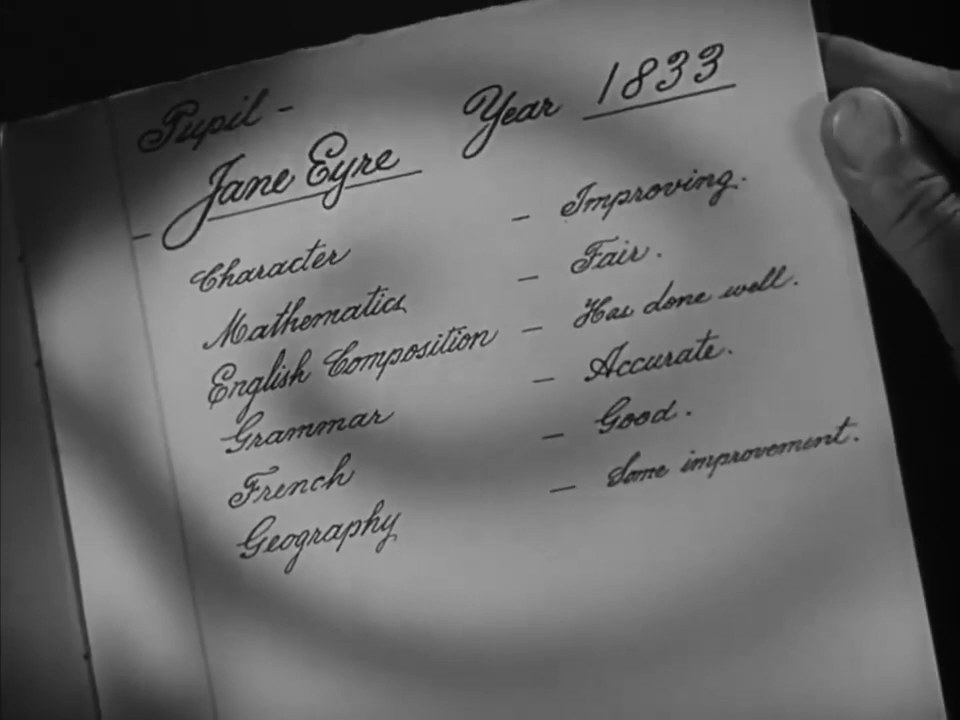 Pupil - Year 1833
- Jane Eyre
Character - Improving.
Mathematics - Fair.
English Composition - Has done well.
Grammar - Accurate.
French - Good.
Geography - Some improvement.